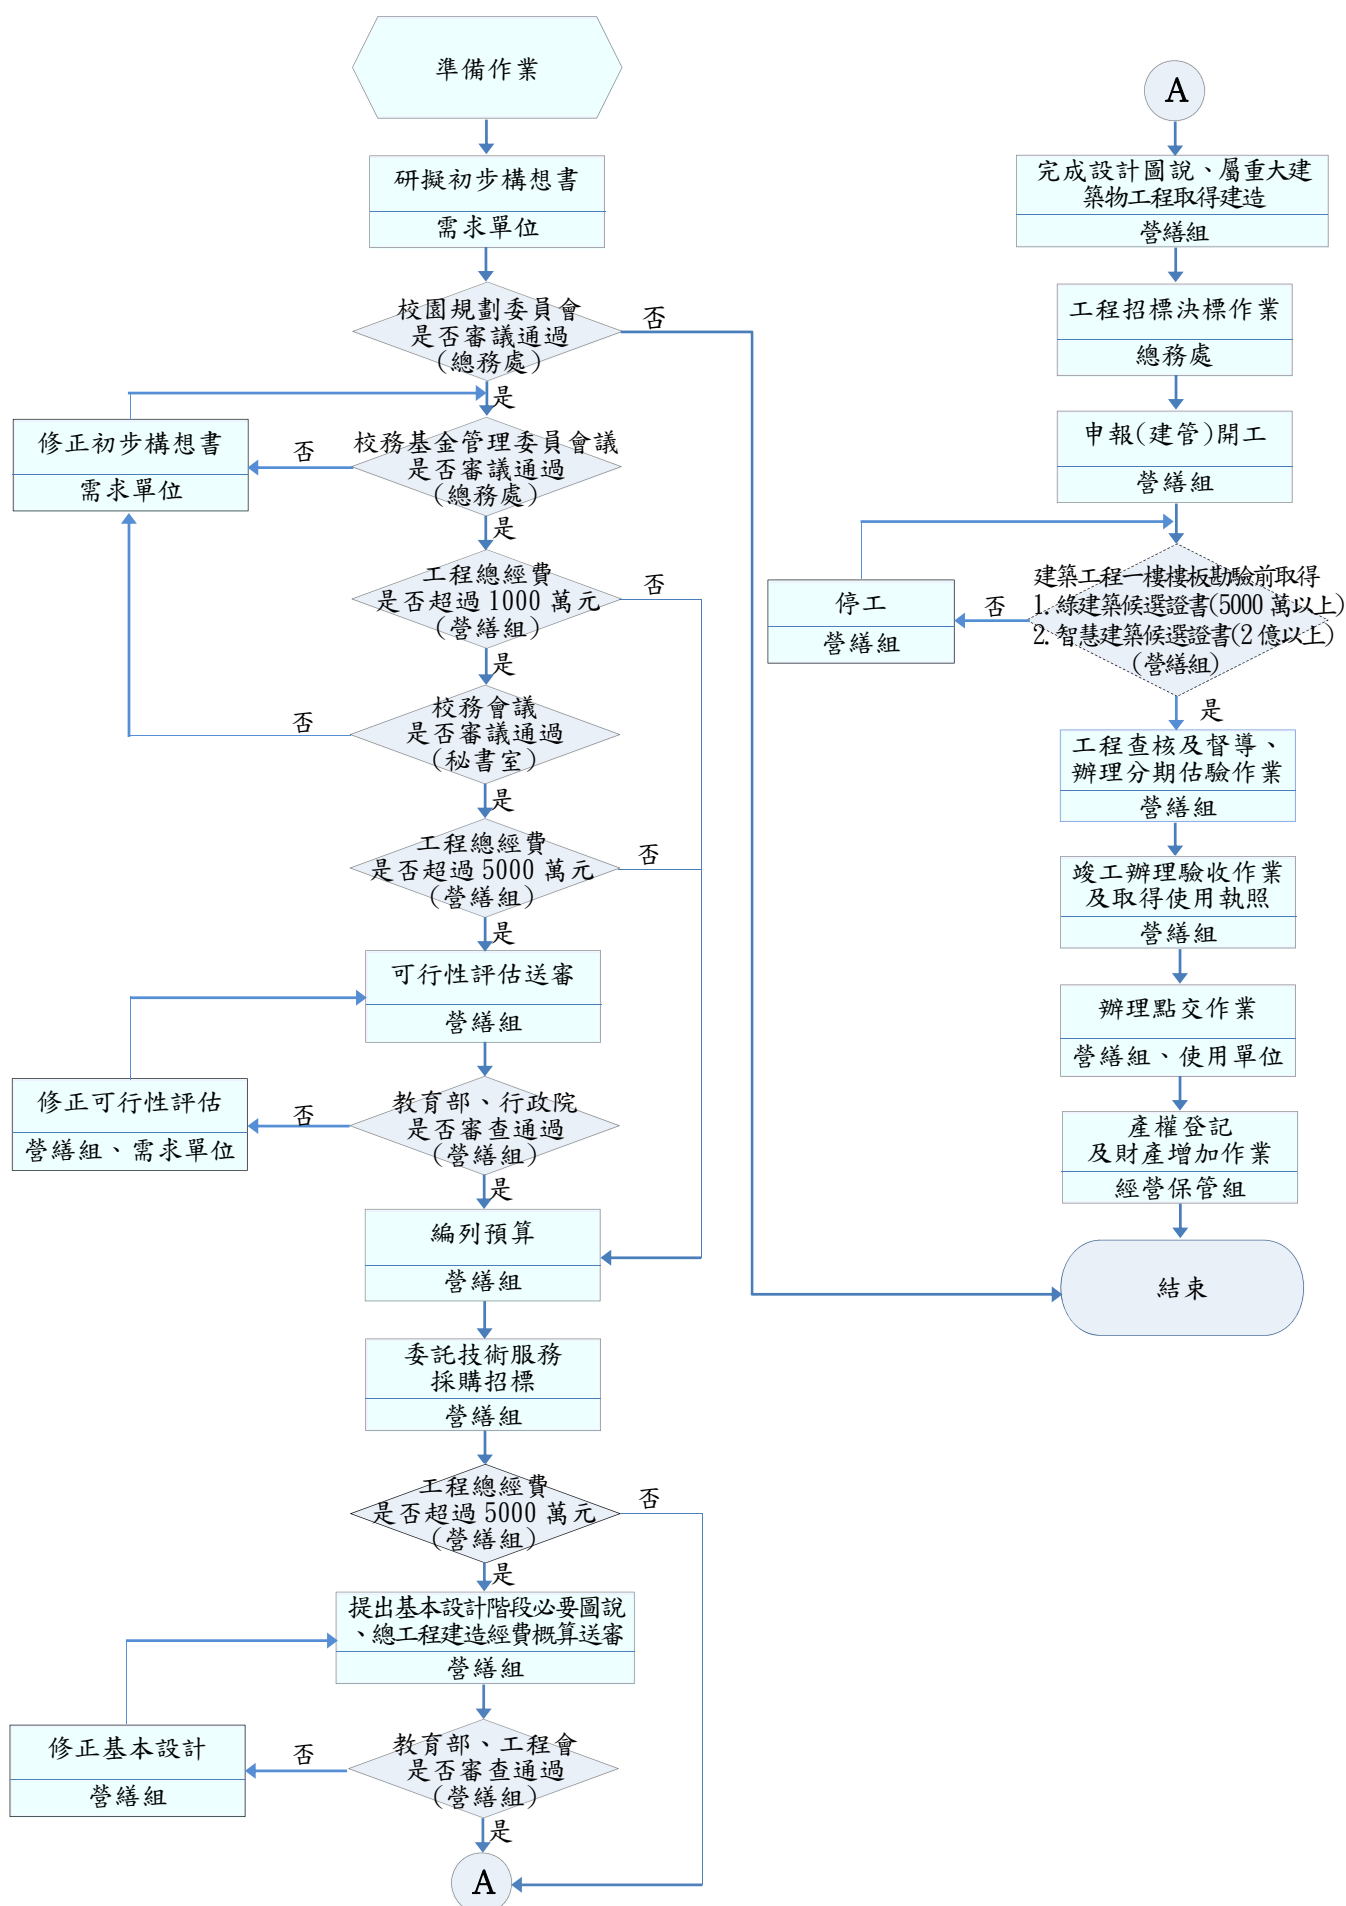 準備作業
研擬初步構想書
需求單位
校園規劃委員會
是否審議通過
(總務處)
否
是
修正初步構想書
需求單位
否
校務基金管理委員會議
是否審議通過
(總務處)
是
工程總經費
是否超過 1000 萬元
(營繕組)
否
是
校務會議
是否審議通過
(秘書室)
否
是
工程總經費
是否超過 5000 萬元
(營繕組)
否
是
可行性評估送審
營繕組
修正可行性評估
營繕組、需求單位
否
教育部、行政院
是否審查通過
(營繕組)
是
編列預算
營繕組
委託技術服務
採購招標
營繕組
工程總經費
是否超過 5000 萬元
(營繕組)
否
是
提出基本設計階段必要圖說
、總工程建造經費概算送審
營繕組
修正基本設計
營繕組
否
教育部、工程會
是否審查通過
(營繕組)
是
A
A
完成設計圖說、屬重大建
築物工程取得建造
營繕組
工程招標決標作業
總務處
申報(建管)開工
營繕組
停工
營繕組
否
建築工程一樓樓板勘驗前取得
1. 綠建築候選證書(5000 萬以上)
2. 智慧建築候選證書(2 億以上)
(營繕組)
是
工程查核及督導、
辦理分期估驗作業
營繕組
竣工辦理驗收作業
及取得使用執照
營繕組
辦理點交作業
營繕組、使用單位
產權登記
及財產增加作業
經營保管組
結束